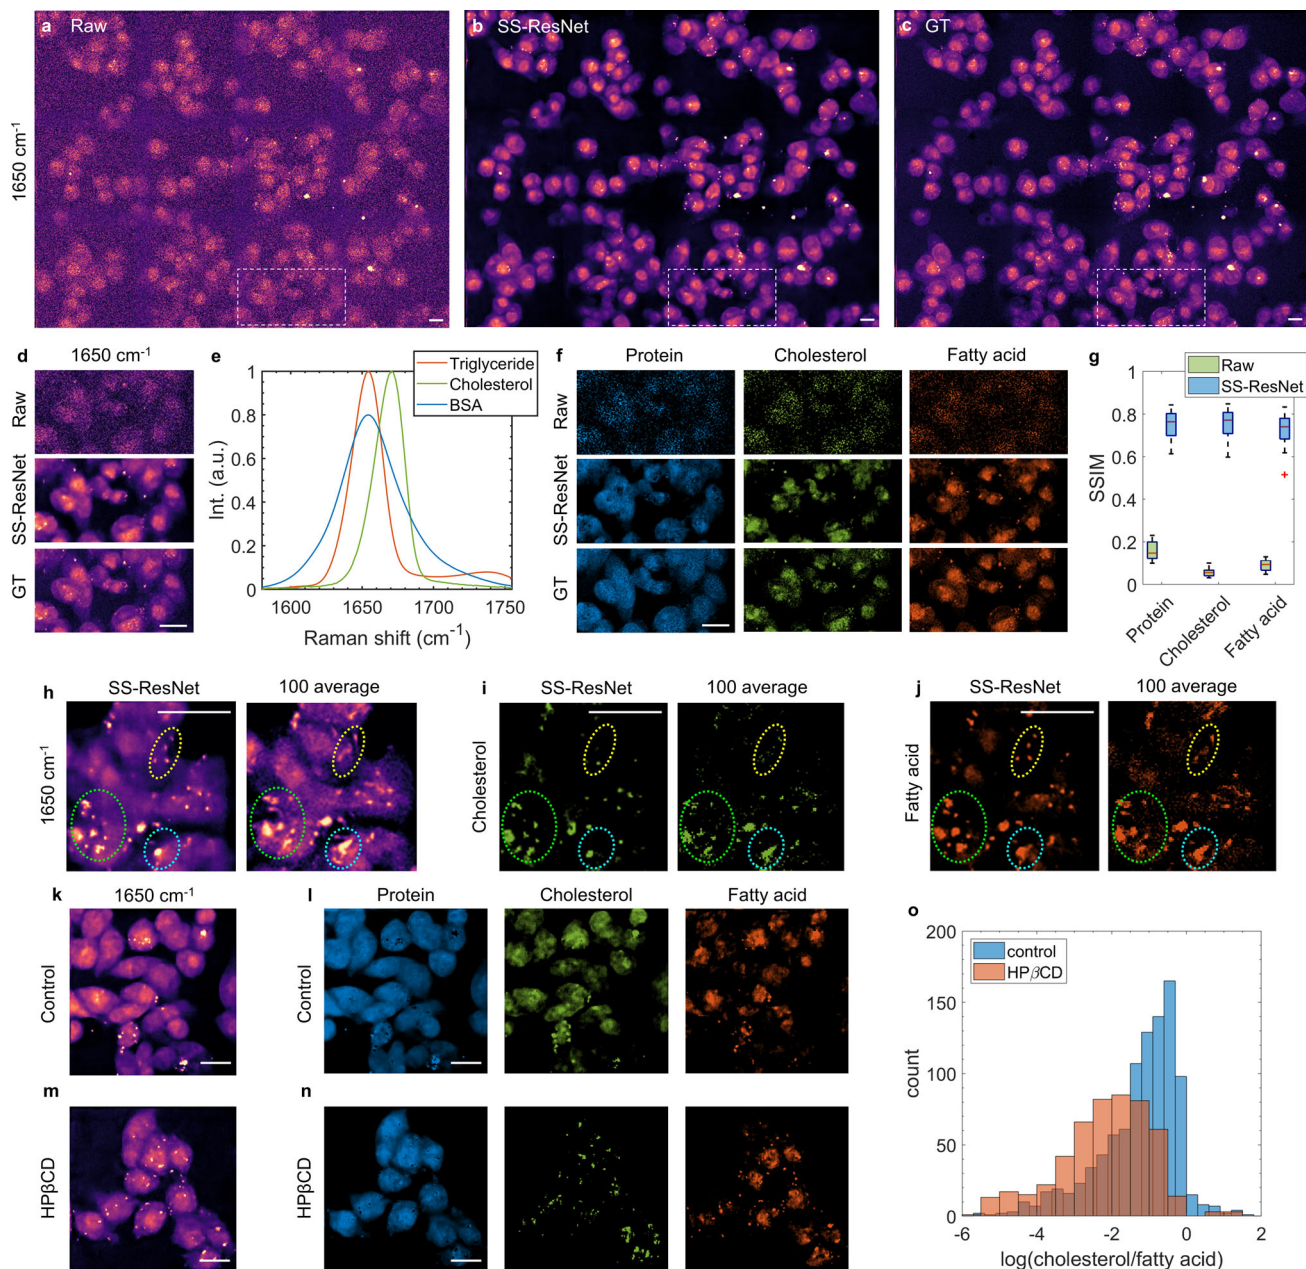 a Raw
b SS-ResNet
c GT
1650 cm⁻¹
d 1650 cm⁻¹
Raw
SS-ResNet
GT
e
Triglyceride
Cholesterol
BSA
1
0.8
0.6
0.4
0.2
0
Int. (a.u.)
1600 1650 1700 1750
Raman shift (cm⁻¹)
f Protein Cholesterol Fatty acid
Raw
SS-ResNet
GT
g
Raw
SS-ResNet
1
0.8
0.6
0.4
0.2
0
SSIM
Protein
Cholesterol
Fatty acid
h SS-ResNet 100 average
1650 cm⁻¹
i SS-ResNet 100 average
Cholesterol
j SS-ResNet 100 average
Fatty acid
k 1650 cm⁻¹
Control
l Protein Cholesterol Fatty acid
Control
m
HPβCD
n
HPβCD
o
control
HPβCD
200
150
100
50
0
count
-6 -4 -2 0 2
log(cholesterol/fatty acid)